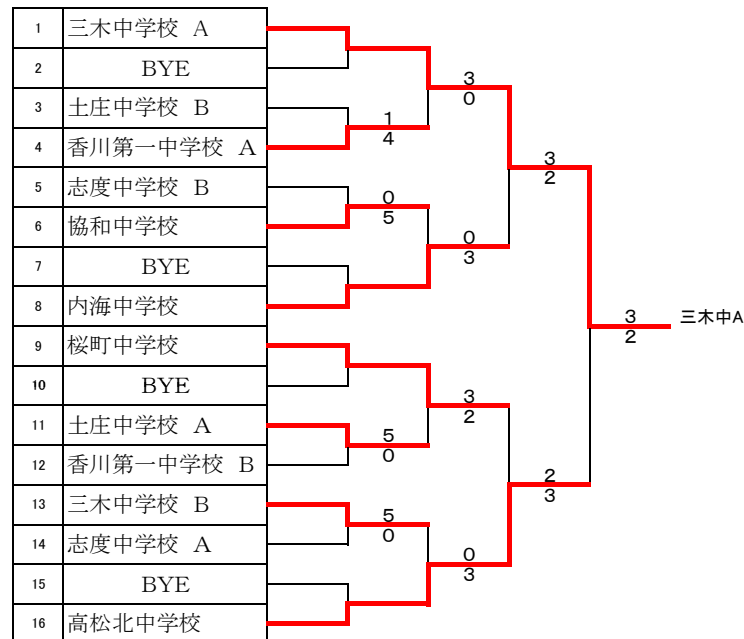 1 三木中学校 A
2 BYE
3 土庄中学校 B
4 香川第一中学校 A
5 志度中学校 B
6 協和中学校
7 BYE
8 内海中学校
9 桜町中学校
10 BYE
11 土庄中学校 A
12 香川第一中学校 B
13 三木中学校 B
14 志度中学校 A
15 BYE
16 高松北中学校
1
4
0
5
5
0
5
0
3
0
0
3
3
2
0
3
3
2
2
3
3
2
三木中A